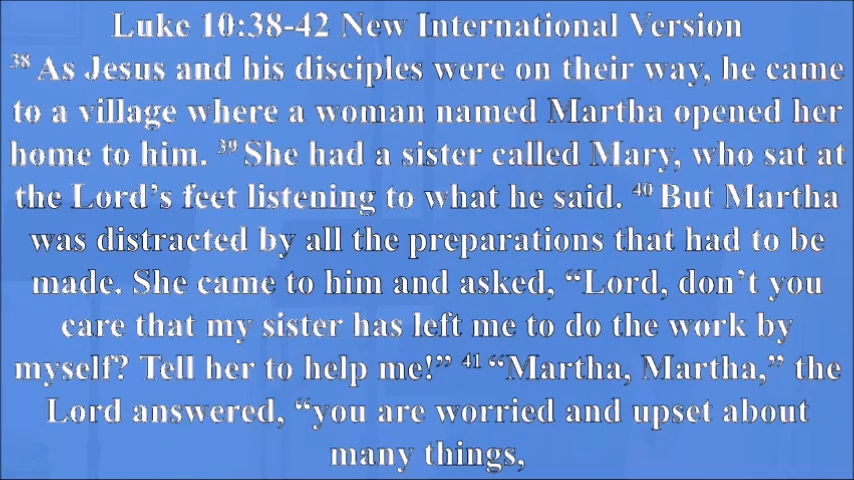 Luke 10:38-42 New International Version
38 As Jesus and his disciples were on their way, he came
to a village where a woman named Martha opened her
home to him. 39 She had a sister called Mary, who sat at
the Lord’s feet listening to what he said. 40 But Martha
was distracted by all the preparations that had to be
made. She came to him and asked, “Lord, don’t you
care that my sister has left me to do the work by
myself? Tell her to help me!” 41 “Martha, Martha,” the
Lord answered, “you are worried and upset about
many things,